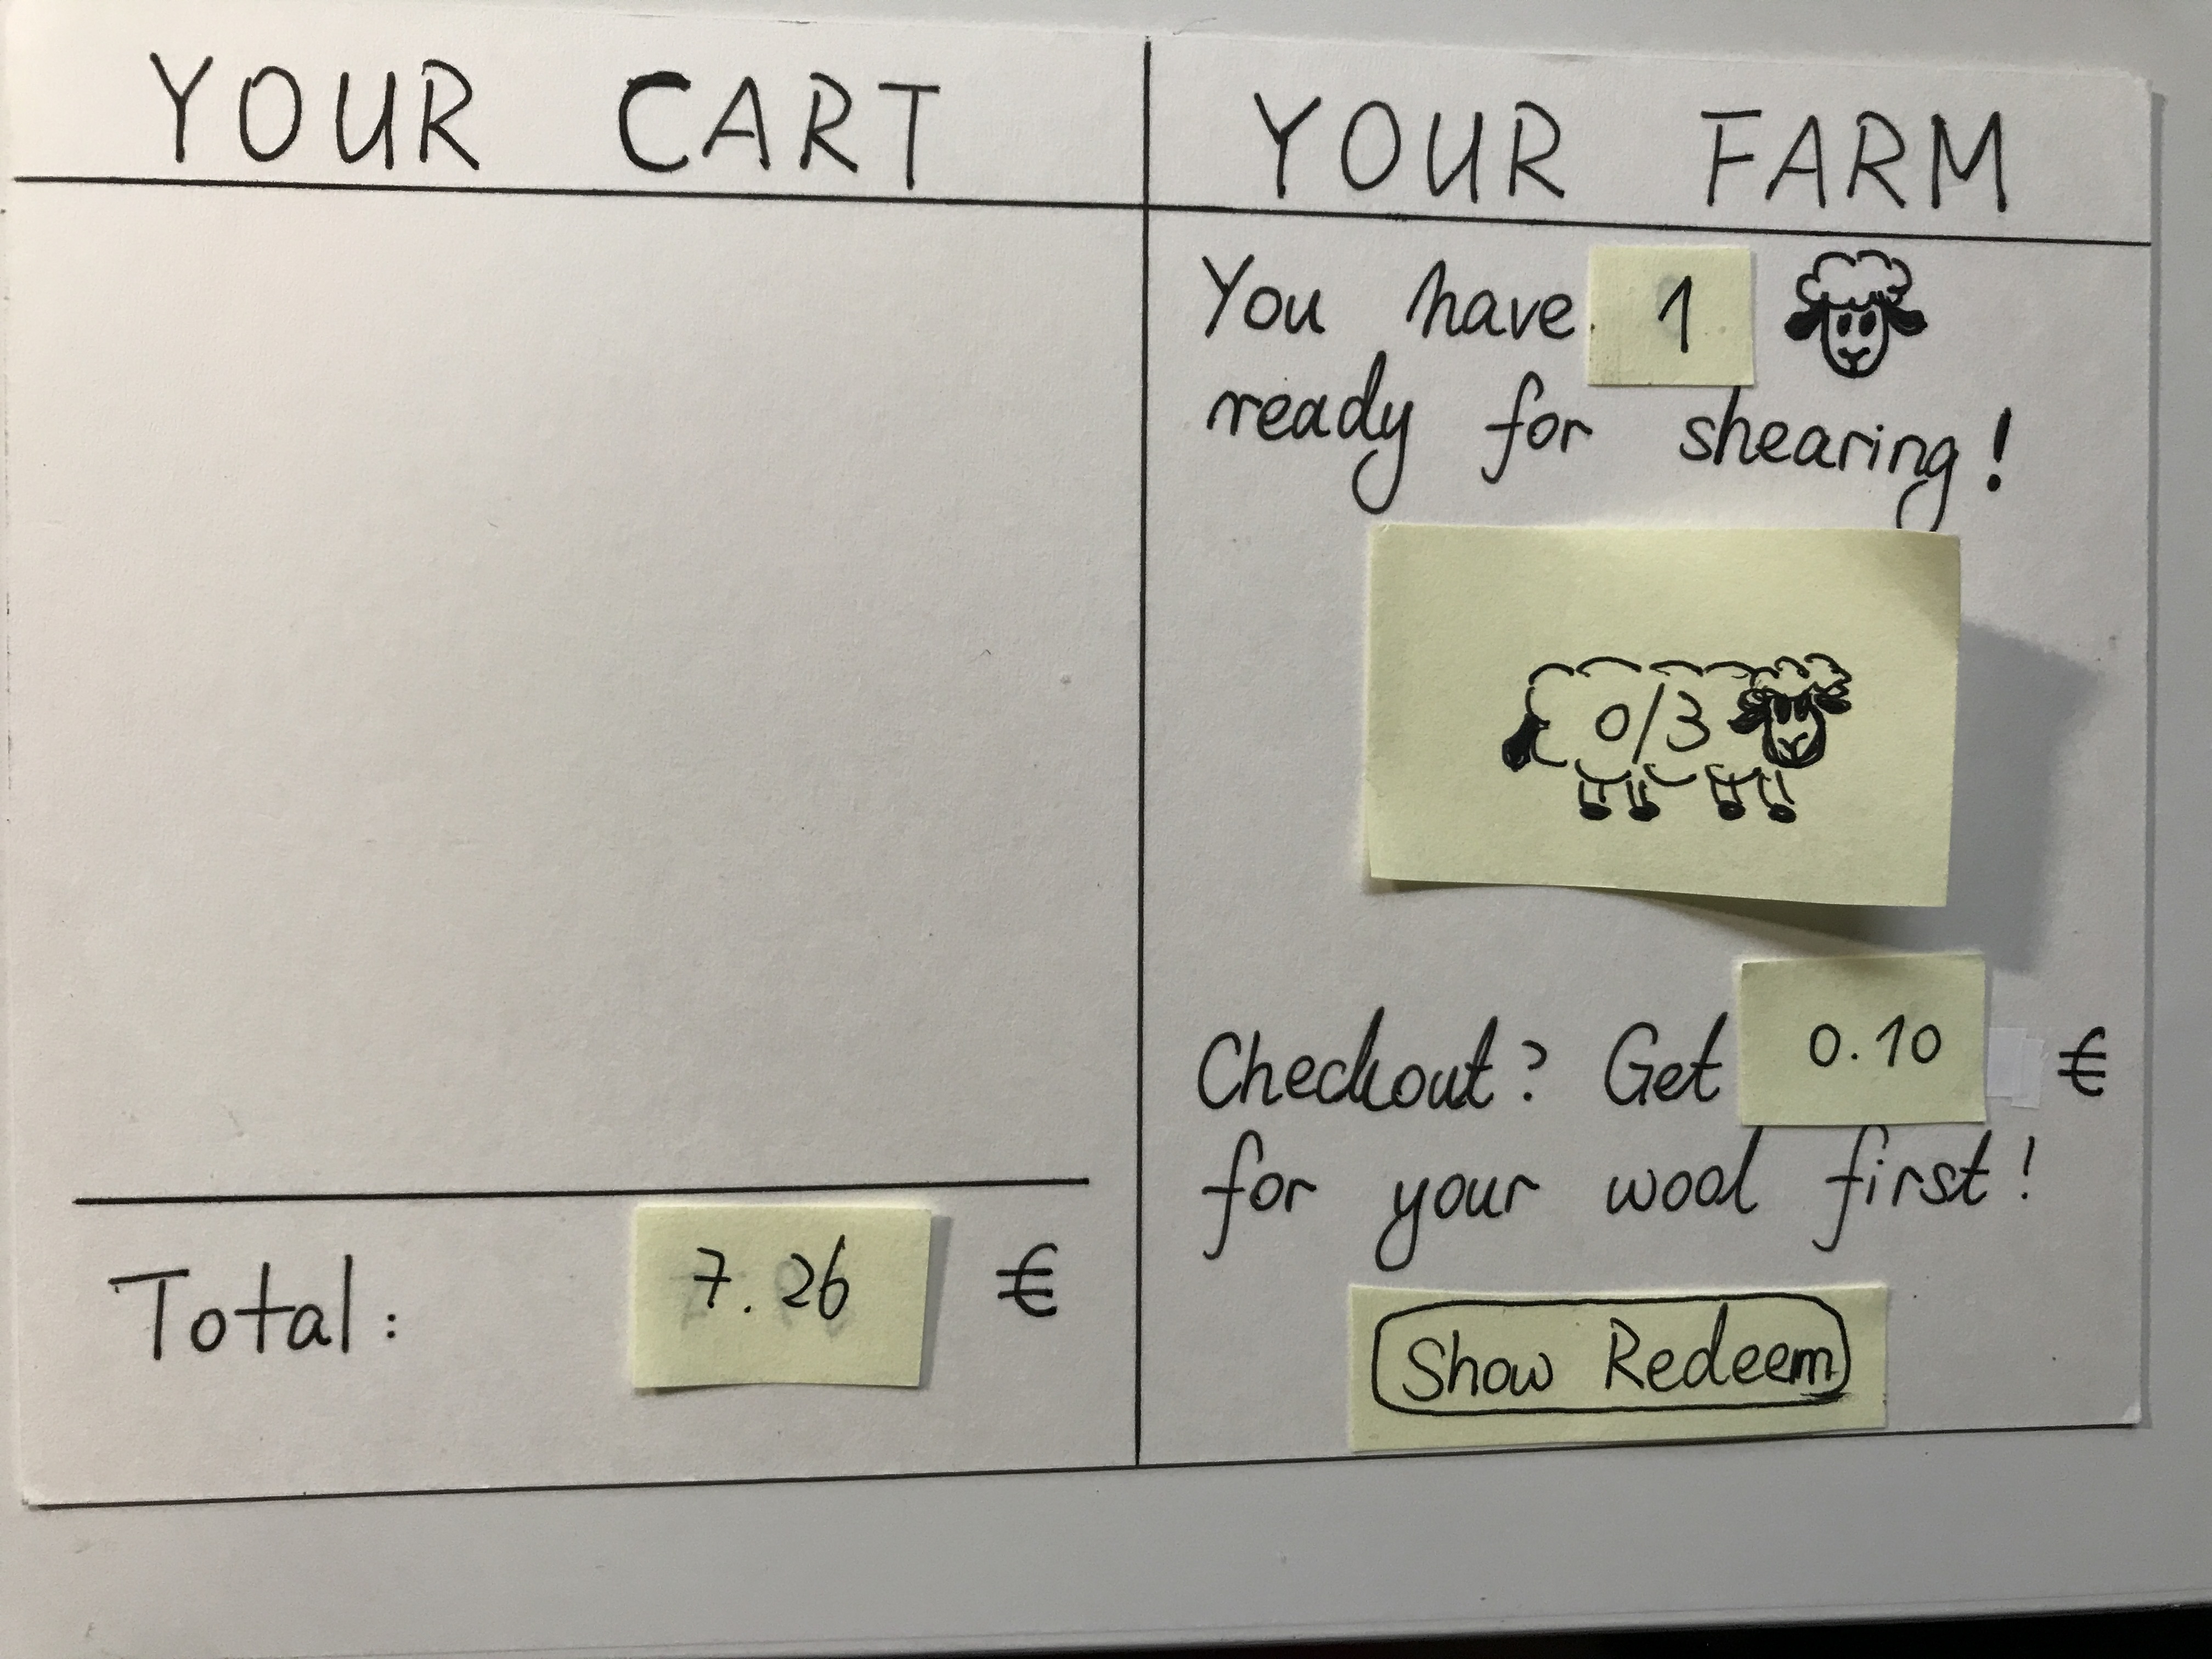 YOUR CART
Total: 7.26 €
YOUR FARM
You have 1
ready for shearing!
0/3
Checkout? Get 0.10 €
for your wool first!
Show Redeem